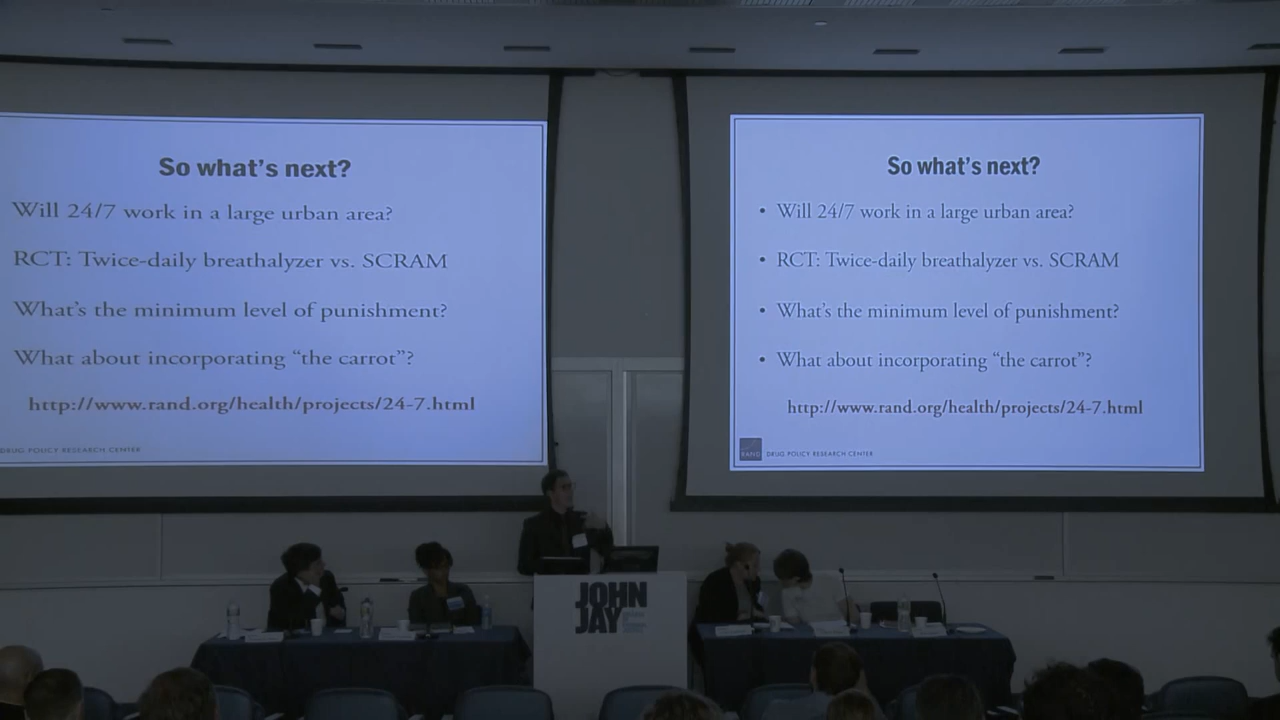 So what's next?
Will 24/7 work in a large urban area?
RCT: Twice-daily breathalyzer vs. SCRAM
What's the minimum level of punishment?
What about incorporating “the carrot”?
http://www.rand.org/health/projects/24-7.html
DRUG POLICY RESEARCH CENTER
So what's next?
• Will 24/7 work in a large urban area?
• RCT: Twice-daily breathalyzer vs. SCRAM
• What's the minimum level of punishment?
• What about incorporating “the carrot”?
http://www.rand.org/health/projects/24-7.html
RAND DRUG POLICY RESEARCH CENTER
JOHN
JAY